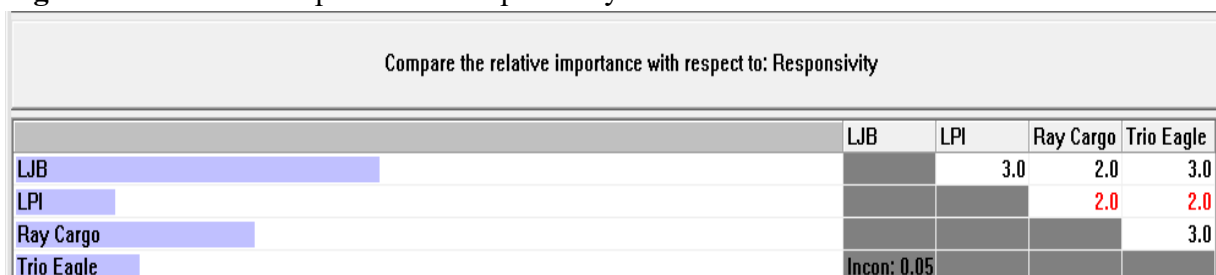 Compare the relative importance with respect to: Responsivity
LJB LPI Ray Cargo Trio Eagle
LJB 3.0 2.0 3.0
LPI 2.0 2.0
Ray Cargo 3.0
Trio Eagle Incon: 0.05